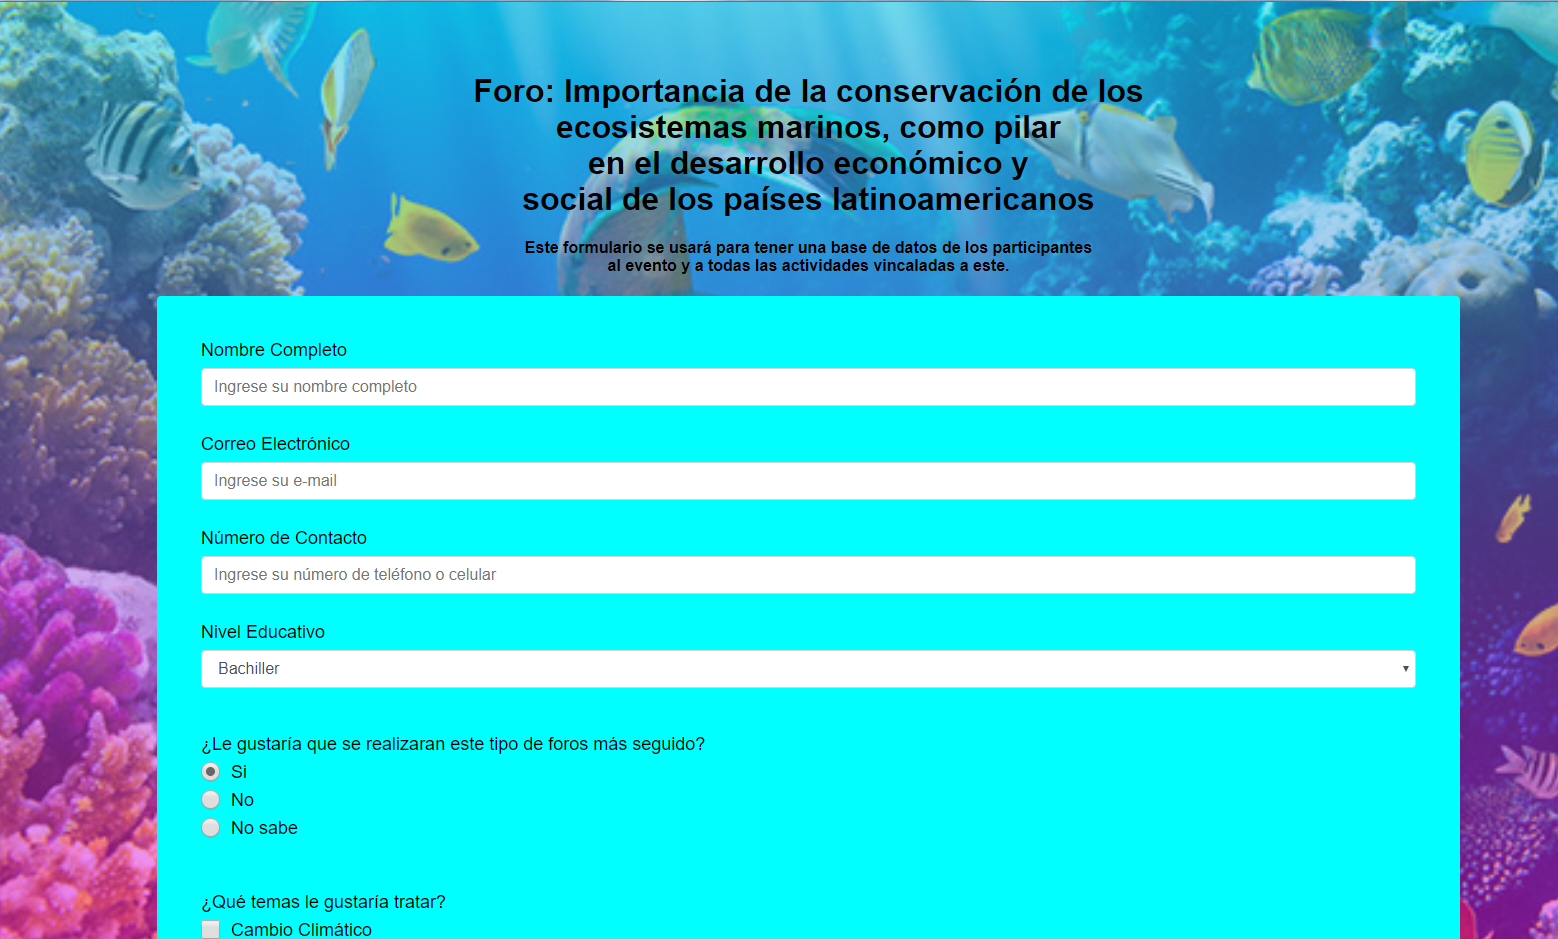 Foro: Importancia de la conservación de los
ecosistemas marinos, como pilar
en el desarrollo económico y
social de los países latinoamericanos
Este formulario se usará para tener una base de datos de los participantes
al evento y a todas las actividades vincaladas a este.
Nombre Completo
Ingrese su nombre completo
Correo Electrónico
Ingrese su e-mail
Número de Contacto
Ingrese su número de teléfono o celular
Nivel Educativo
Bachiller
¿Le gustaría que se realizaran este tipo de foros más seguido?
Si
No
No sabe
¿Qué temas le gustaría tratar?
Cambio Climático